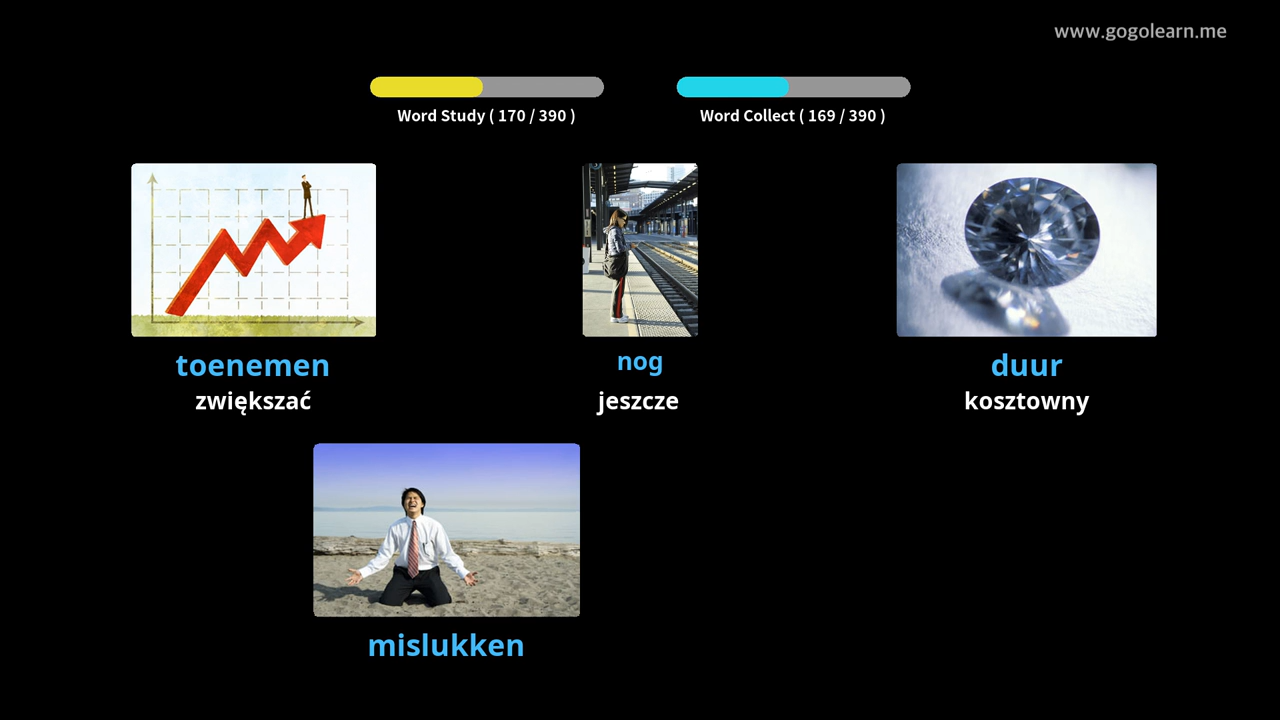 www.gogolearn.me
Word Study ( 170 / 390 )
Word Collect ( 169 / 390 )
toenemen
zwiększać
nog
jeszcze
duur
kosztowny
mislukken